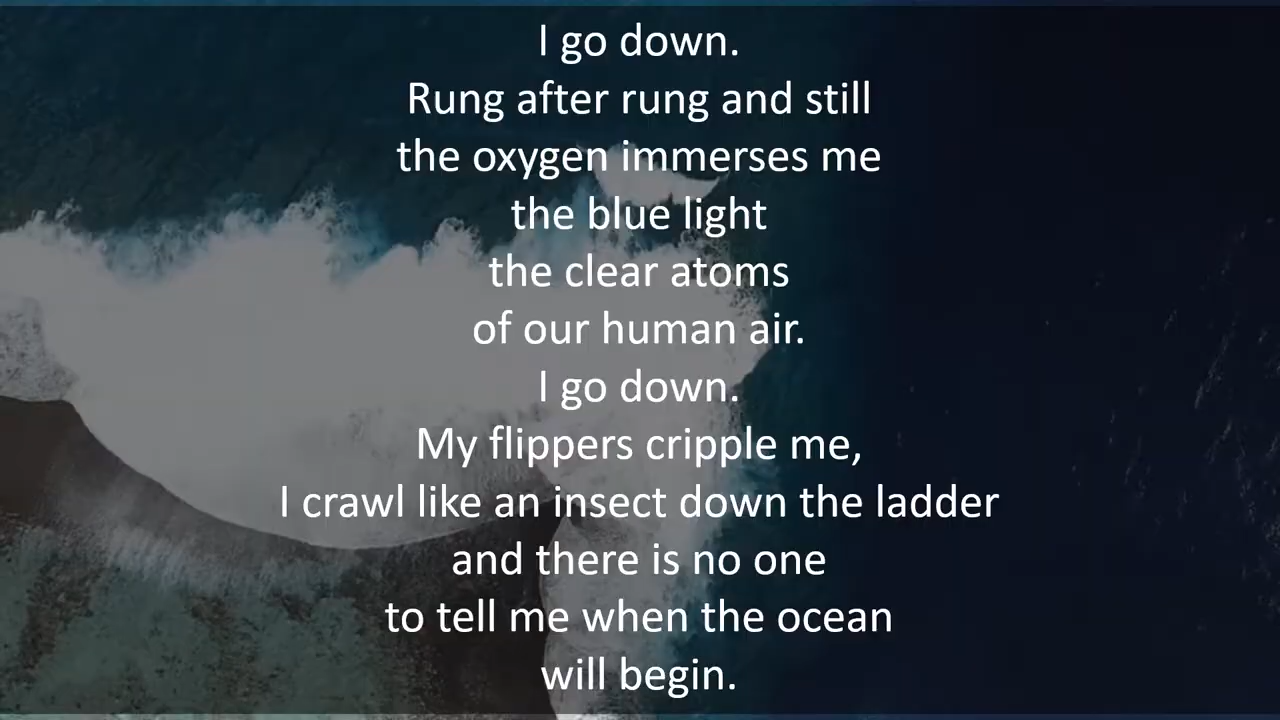 I go down.
Rung after rung and still
the oxygen immerses me
the blue light
the clear atoms
of our human air.
I go down.
My flippers cripple me,
I crawl like an insect down the ladder
and there is no one
to tell me when the ocean
will begin.